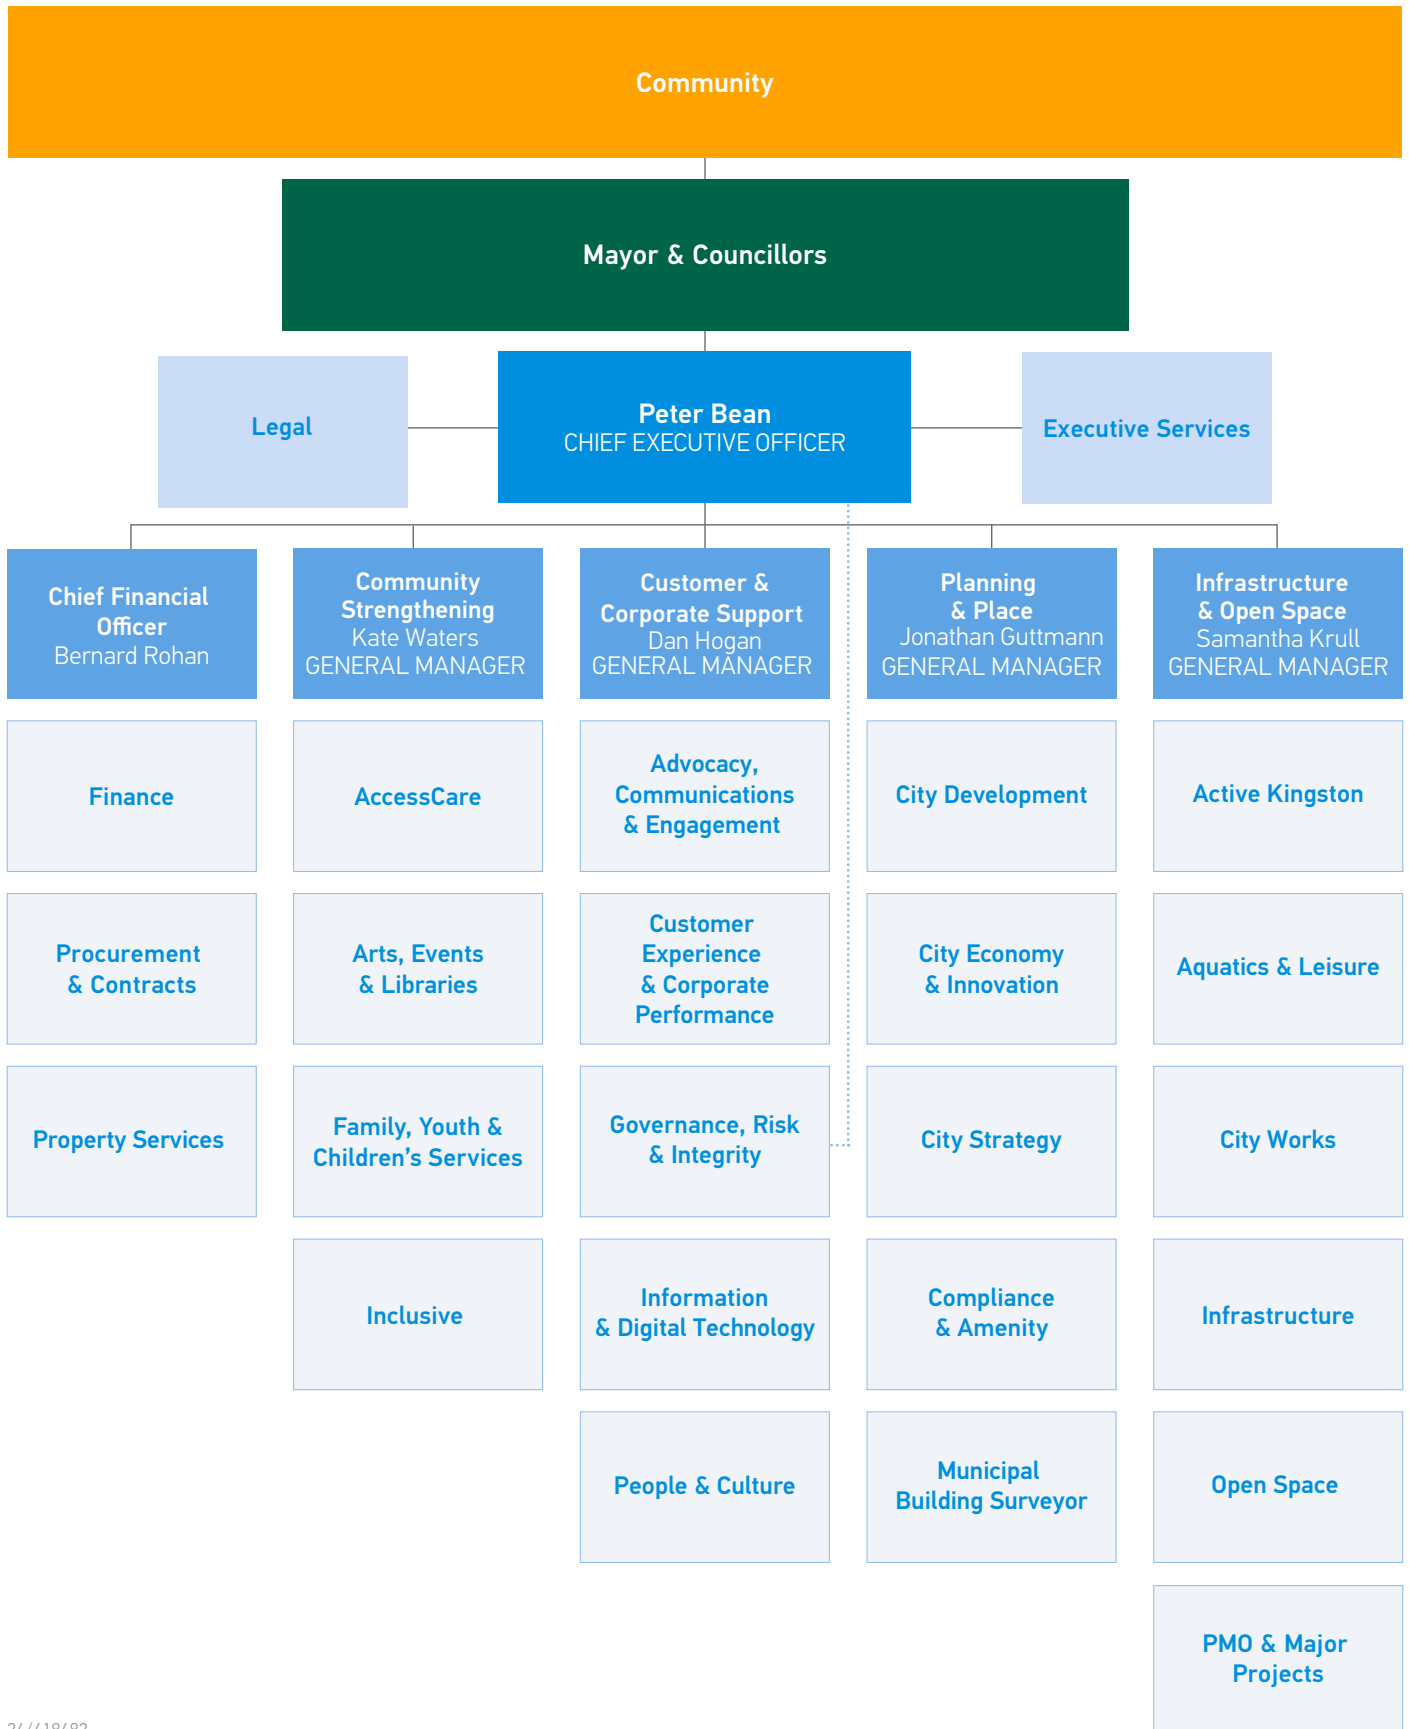 Community
Mayor & Councillors
Legal
Peter Bean
CHIEF EXECUTIVE OFFICER
Executive Services
Chief Financial
Officer
Bernard Rohan
Community
Strengthening
Kate Waters
GENERAL MANAGER
Customer &
Corporate Support
Dan Hogan
GENERAL MANAGER
Planning
& Place
Jonathan Guttmann
GENERAL MANAGER
Infrastructure
& Open Space
Samantha Krull
GENERAL MANAGER
Finance
AccessCare
Advocacy,
Communications
& Engagement
City Development
Active Kingston
Procurement
& Contracts
Arts, Events
& Libraries
Customer
Experience
& Corporate
Performance
City Economy
& Innovation
Aquatics & Leisure
Property Services
Family, Youth &
Children’s Services
Governance, Risk
& Integrity
City Strategy
City Works
Inclusive
Information
& Digital Technology
Compliance
& Amenity
Infrastructure
People & Culture
Municipal
Building Surveyor
Open Space
PMO & Major
Projects